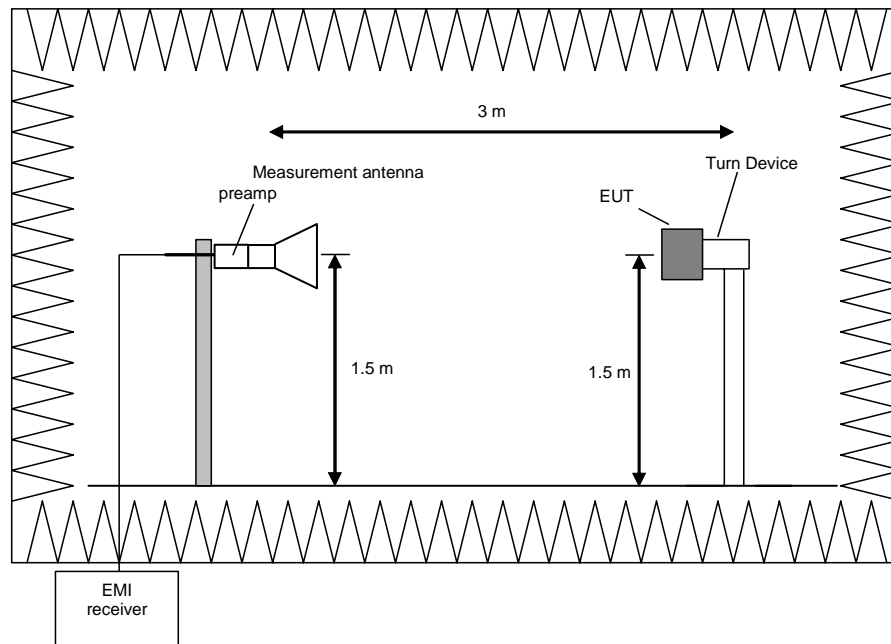 3 m
Measurement antenna
preamp
Turn Device
EUT
1.5 m
1.5 m
EMI
receiver